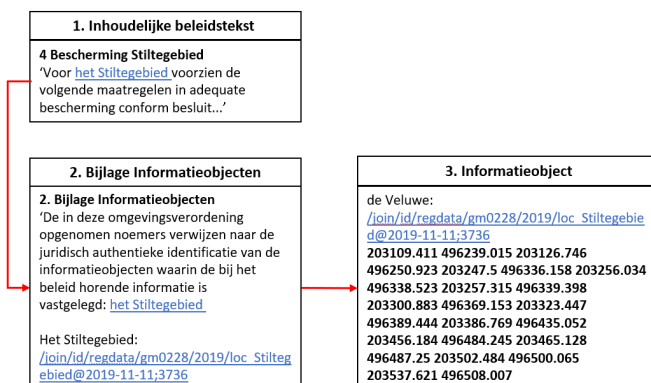 1. Inhoudelijke beleidstekst
4 Bescherming Stiltegebied
‘Voor het Stiltegebied voorzien de
volgende maatregelen in adequate
bescherming conform besluit...’
2. Bijlage Informatieobjecten
2. Bijlage Informatieobjecten
‘De in deze omgevingsverordening
opgenomen noemers verwijzen naar de
juridisch authentieke identificatie van de
informatieobjecten waarin de bij het
beleid horende informatie is
vastgelegd: het Stiltegebied
Het Stiltegebied:
/join/id/regdata/gm0228/2019/loc_Stilteg
ebied@2019-11-11;3736
3. Informatieobject
de Veluwe:
/join/id/regdata/gm0228/2019/loc_Stiltegebie
d@2019-11-11;3736
203109.411 496239.015 203126.746
496250.923 203247.5 496336.158 203256.034
496338.523 203257.315 496339.398
203300.883 496369.153 203323.447
496389.444 203386.769 496435.052
203456.184 496484.245 203465.128
496487.25 203502.484 496500.065
203537.621 496508.007